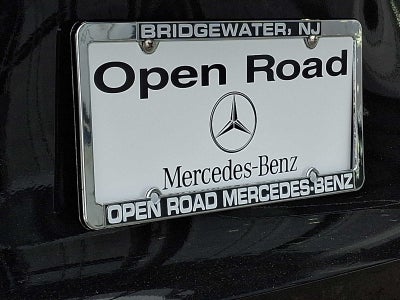 BRIDGEWATER, NJ
Open Road
Mercedes-Benz
OPEN ROAD MERCEDES-BENZ